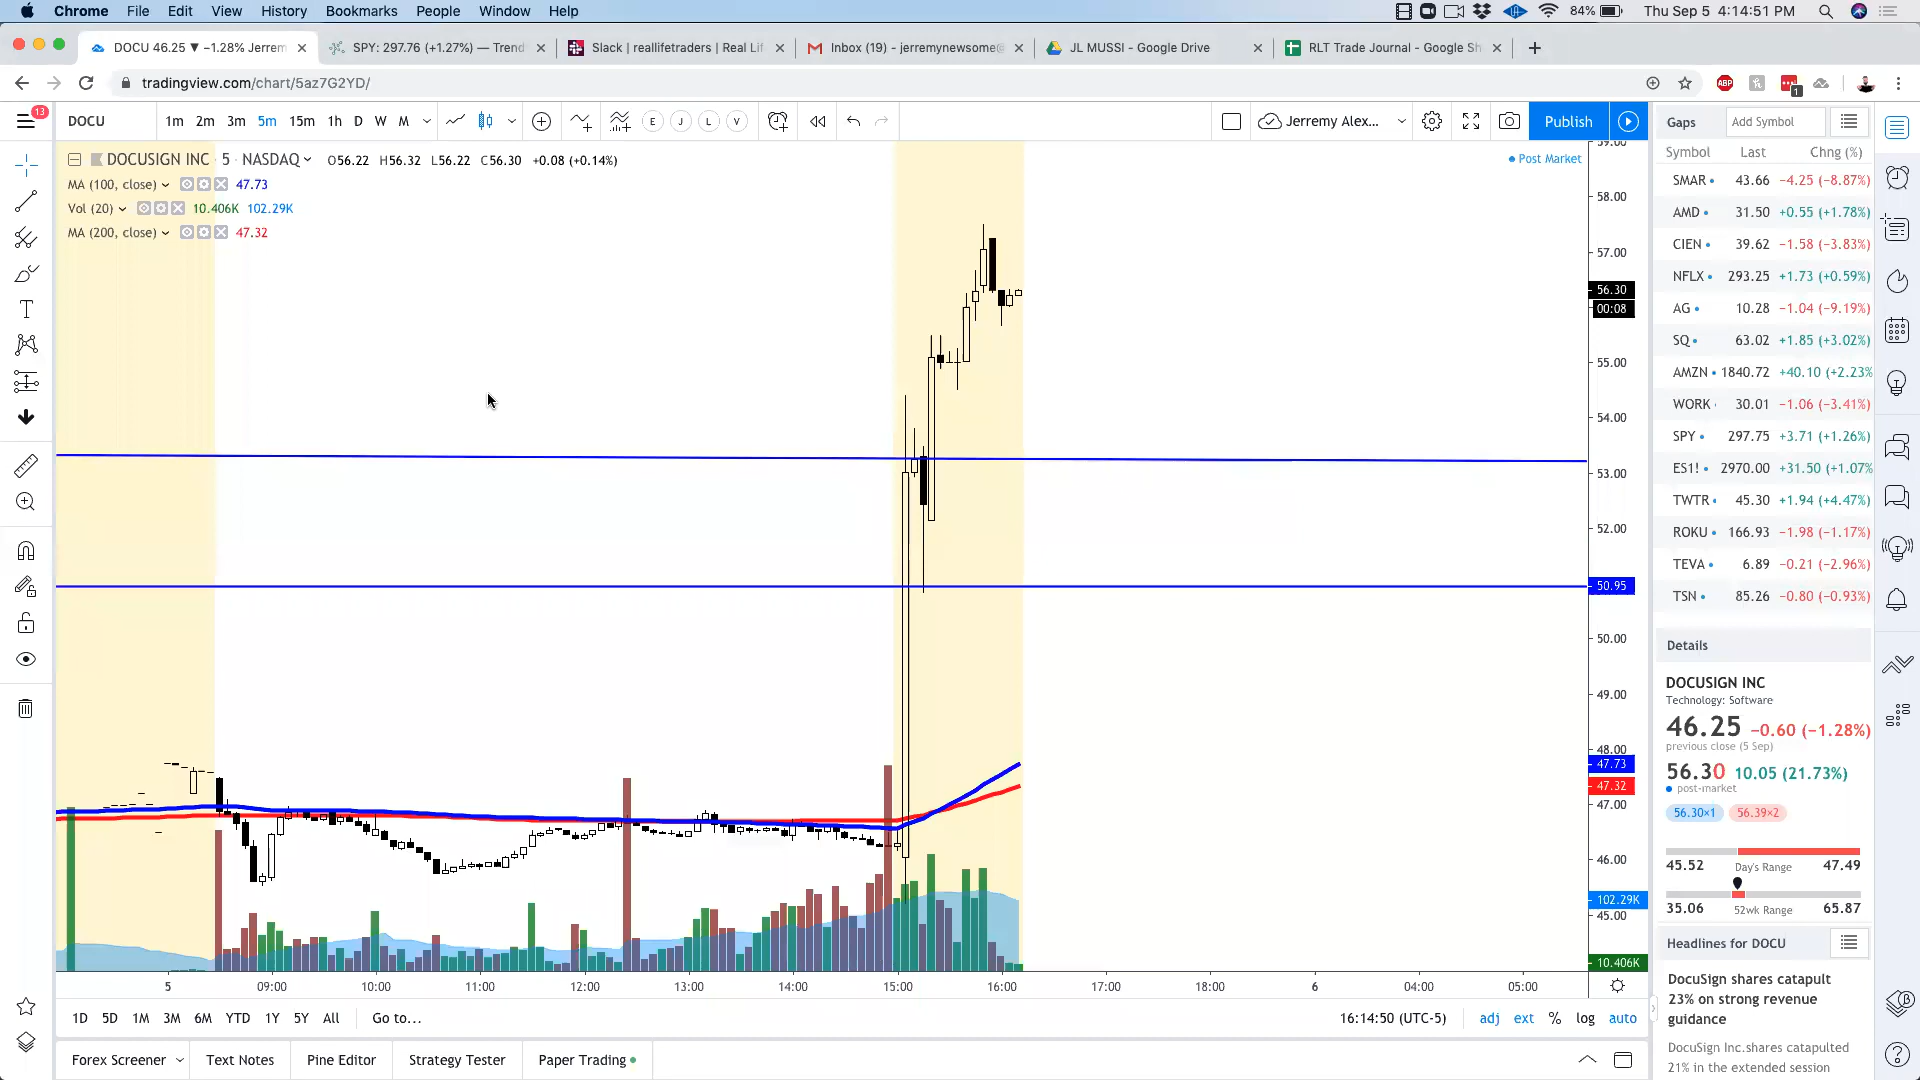 Chrome File Edit View History Bookmarks People Window Help 84% Thu Sep 5 4:14:51 PM
DOCU 46.25 ▼ −1.28% Jerrem SPY: 297.76 (+1.27%) — Trend Slack | reallifetraders | Real Lif Inbox (19) - jerremynewsome@ JL MUSSI - Google Drive RLT Trade Journal - Google Sh
tradingview.com/chart/5az7G2YD/ ABP 1
13 DOCU 1m 2m 3m 5m 15m 1h D W M E J L V Jerremy Alex... Publish
Gaps Add Symbol
DOCUSIGN INC 5 NASDAQ O56.22 H56.32 L56.22 C56.30 +0.08 (+0.14%) Post Market
MA (100, close) 47.73
Vol (20) 10.406K 102.29K
MA (200, close) 47.32
59.00
58.00
57.00
56.30
00:08
55.00
54.00
53.00
52.00
50.95
50.00
49.00
48.00
47.73
47.32
47.00
46.00
102.29K
45.00
10.406K
5 09:00 10:00 11:00 12:00 13:00 14:00 15:00 16:00 17:00 18:00 6 04:00 05:00
1D 5D 1M 3M 6M YTD 1Y 5Y All Go to... 16:14:50 (UTC-5) adj ext % log auto
Forex Screener Text Notes Pine Editor Strategy Tester Paper Trading
Symbol Last Chng (%)
SMAR 43.66 −4.25 (−8.87%)
AMD 31.50 +0.55 (+1.78%)
CIEN 39.62 −1.58 (−3.83%)
NFLX 293.25 +1.73 (+0.59%)
AG 10.28 −1.04 (−9.19%)
SQ 63.02 +1.85 (+3.02%)
AMZN 1840.72 +40.10 (+2.23%
WORK 30.01 −1.06 (−3.41%)
SPY 297.75 +3.71 (+1.26%)
ES1! 2970.00 +31.50 (+1.07%
TWTR 45.30 +1.94 (+4.47%)
ROKU 166.93 −1.98 (−1.17%)
TEVA 6.89 −0.21 (−2.96%)
TSN 85.26 −0.80 (−0.93%)
Details
DOCUSIGN INC
Technology: Software
46.25 −0.60 (−1.28%)
previous close (5 Sep)
56.30 10.05 (21.73%)
post-market
56.30×1 56.39×2
45.52 Day's Range 47.49
35.06 52wk Range 65.87
Headlines for DOCU
DocuSign shares catapult
23% on strong revenue
guidance
DocuSign Inc.shares catapulted
21% in the extended session